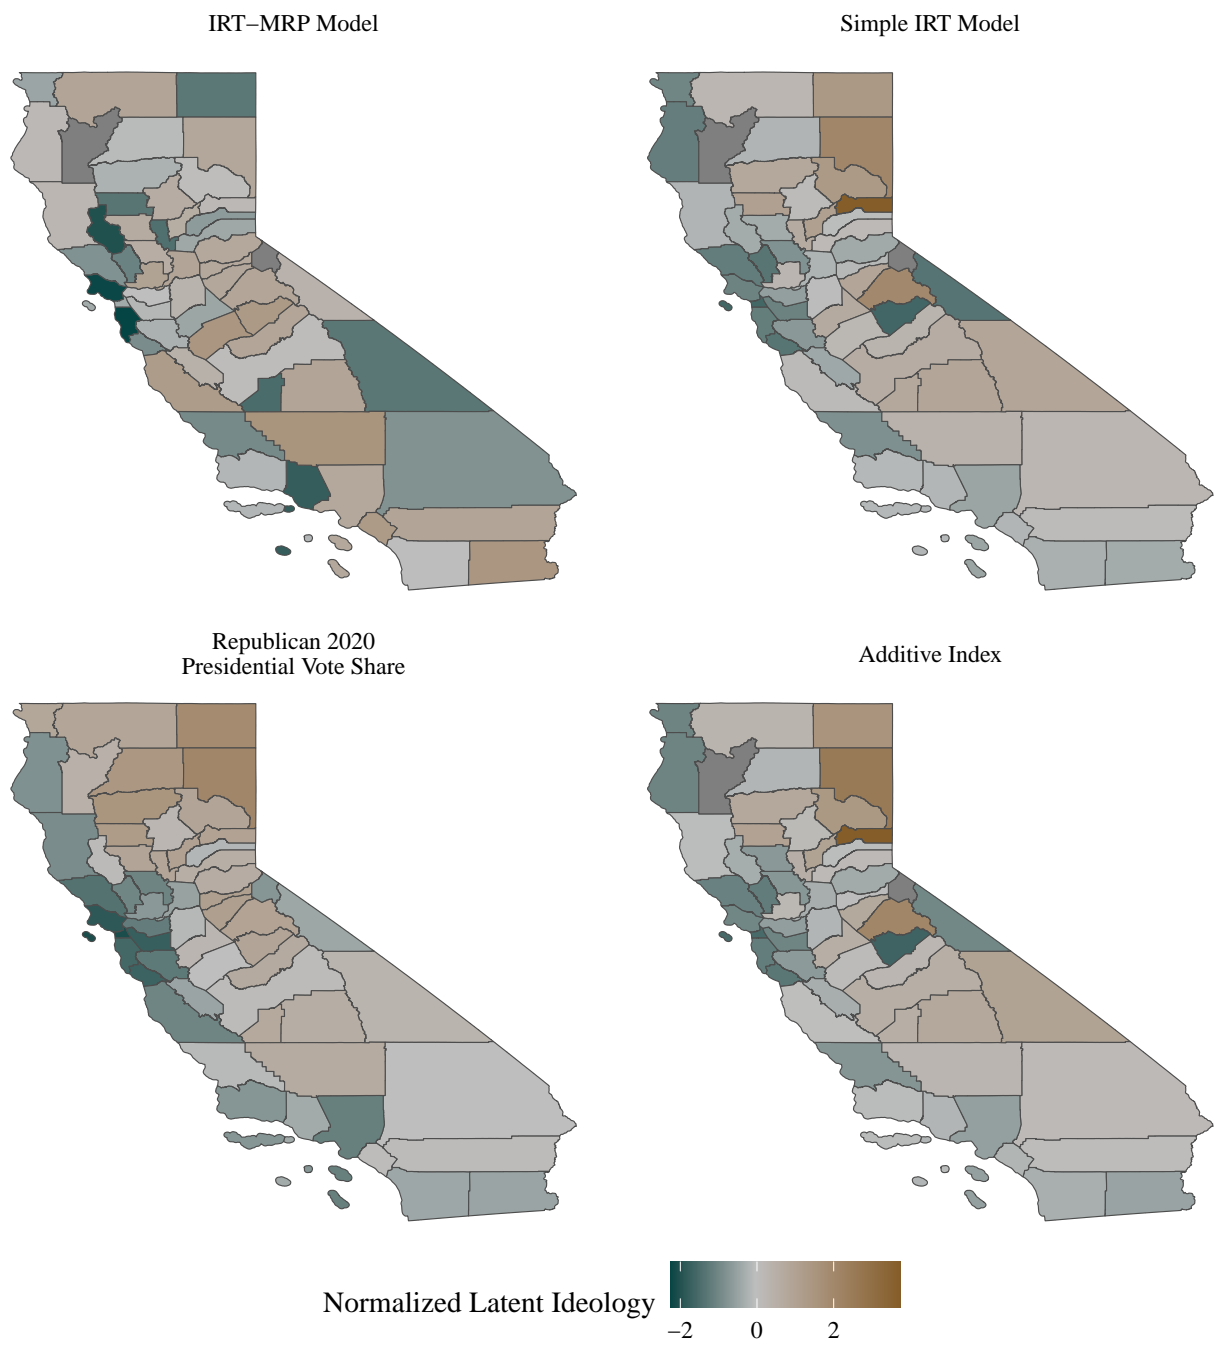 IRT−MRP Model
Simple IRT Model
Republican 2020
Presidential Vote Share
Additive Index
Normalized Latent Ideology
−2 0 2